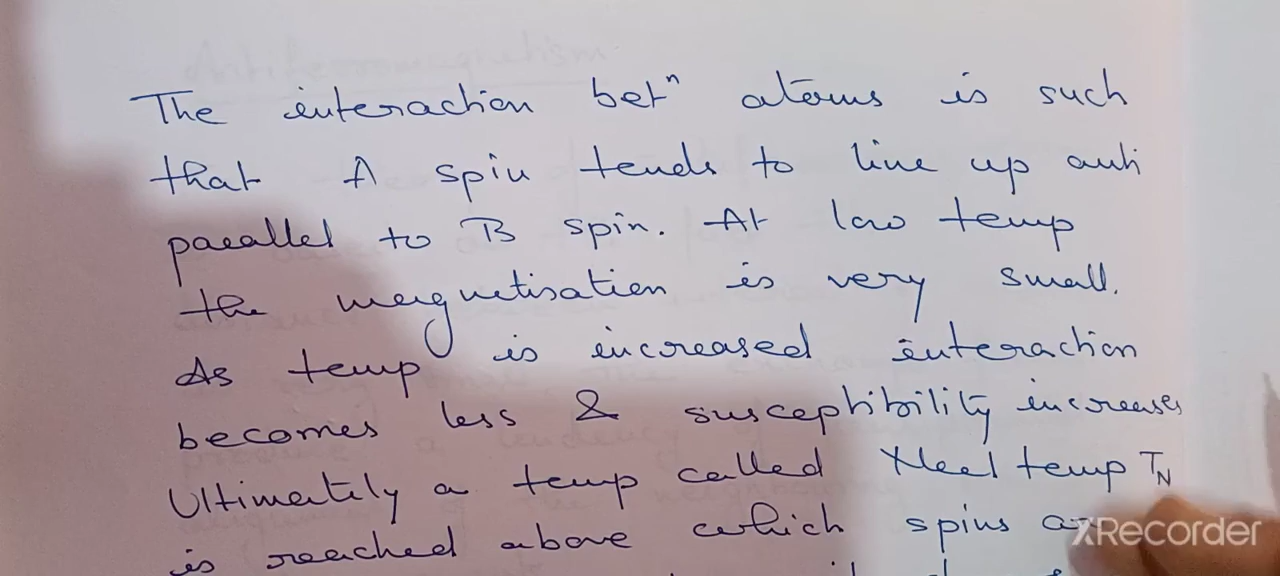 The interaction betⁿ atoms is such
that A spin tends to line up anti
parallel to B spin. At low temp
the magnetisation is very small.
As temp is increased interaction
becomes less & susceptibility increases
Ultimately a temp called Neel temp T_N
is reached above which spins
XRecorder